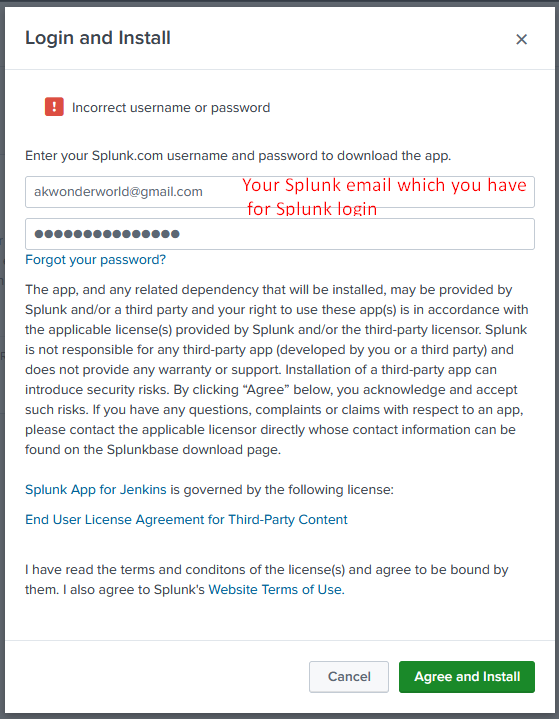 Login and Install
Incorrect username or password
Enter your Splunk.com username and password to download the app.
akwonderworld@gmail.com
Your Splunk email which you have
for Splunk login
Forgot your password?
The app, and any related dependency that will be installed, may be provided by
Splunk and/or a third party and your right to use these app(s) is in accordance with
the applicable license(s) provided by Splunk and/or the third-party licensor. Splunk
is not responsible for any third-party app (developed by you or a third party) and
does not provide any warranty or support. Installation of a third-party app can
introduce security risks. By clicking “Agree” below, you acknowledge and accept
such risks. If you have any questions, complaints or claims with respect to an app,
please contact the applicable licensor directly whose contact information can be
found on the Splunkbase download page.
Splunk App for Jenkins is governed by the following license:
End User License Agreement for Third-Party Content
I have read the terms and conditons of the license(s) and agree to be bound by
them. I also agree to Splunk's Website Terms of Use.
Cancel
Agree and Install